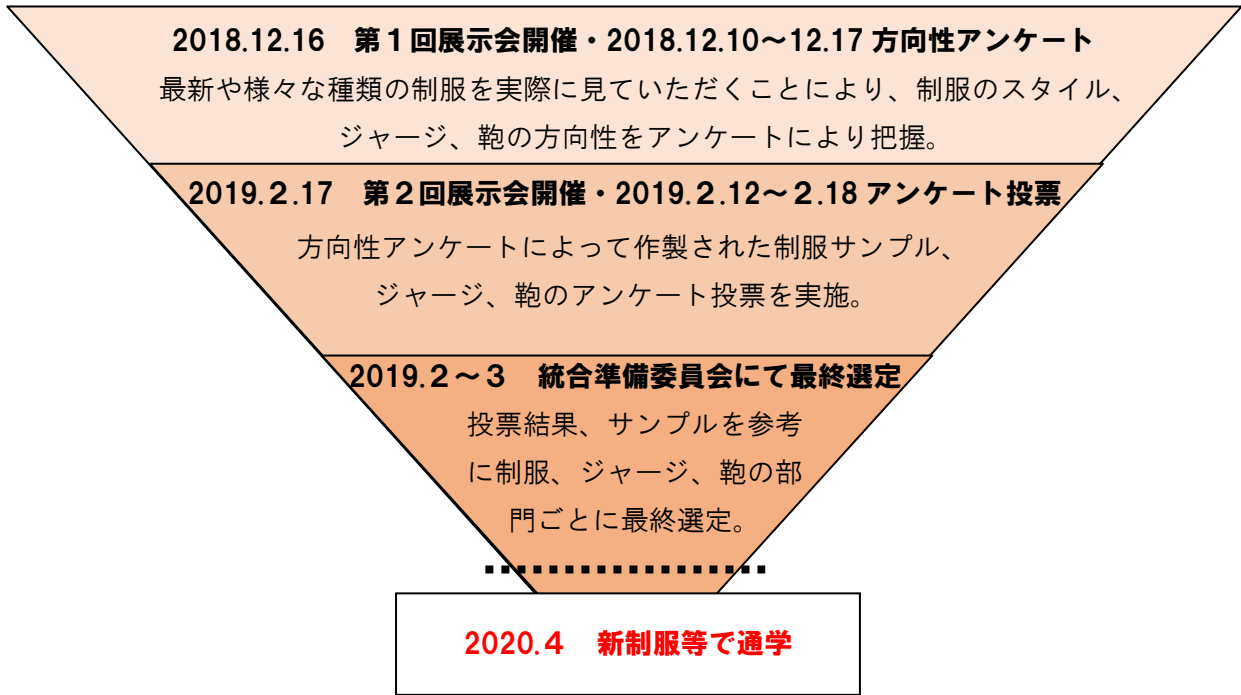 2018.12.16　第１回展示会開催・2018.12.10～12.17 方向性アンケート
最新や様々な種類の制服を実際に見ていただくことにより、制服のスタイル、
ジャージ、鞄の方向性をアンケートにより把握。
2019.２.17　第２回展示会開催・2019.２.12～２.18 アンケート投票
方向性アンケートによって作製された制服サンプル、
ジャージ、鞄のアンケート投票を実施。
2019.２～３　統合準備委員会にて最終選定
投票結果、サンプルを参考
に制服、ジャージ、鞄の部
門ごとに最終選定。
2020.４　新制服等で通学